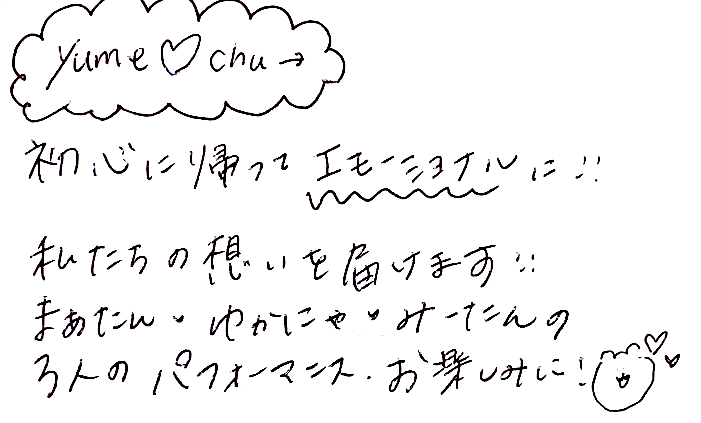 yume♡chu→
初心に帰ってエモーショナルに!!
私たちの想いを届けます!!
まあたん・ゆかにゃ・みーたんの
3人のパフォーマンス.お楽しみに!